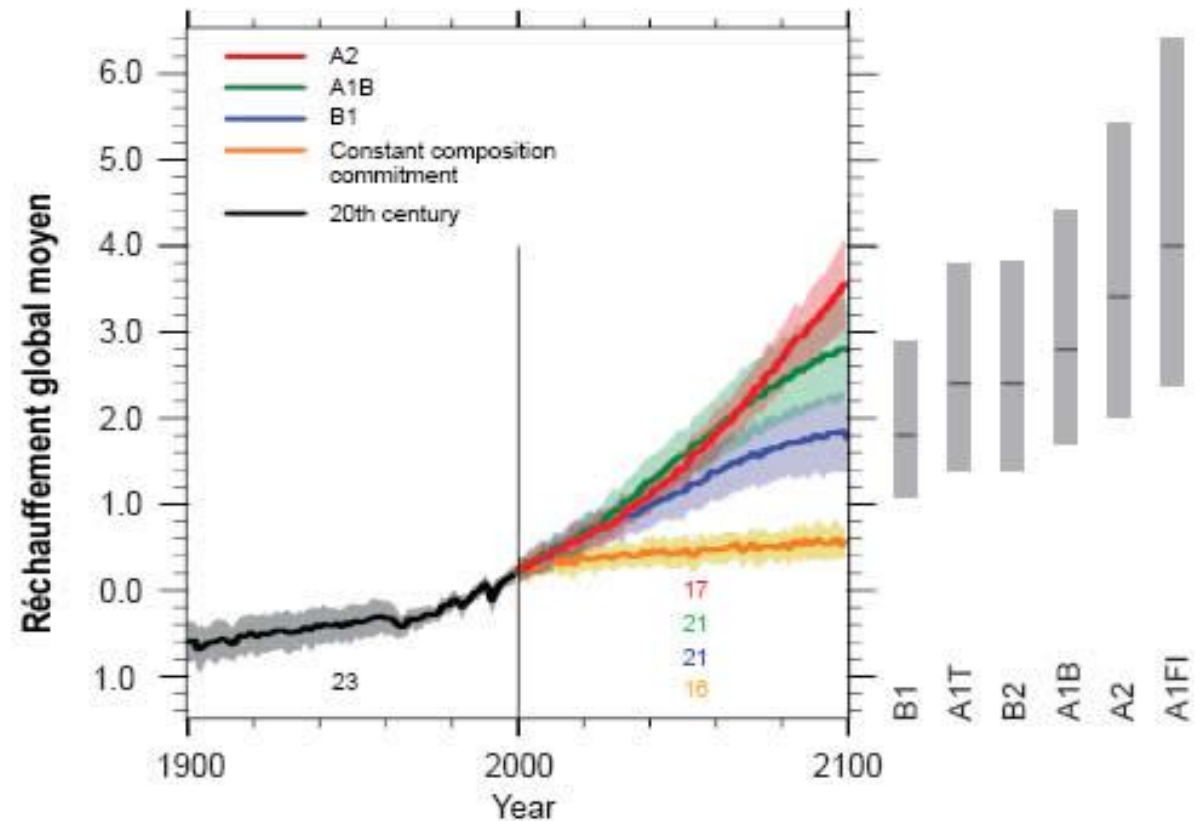 Réchauffement global moyen
6.0
5.0
4.0
3.0
2.0
1.0
0.0
1.0
A2
A1B
B1
Constant composition
commitment
20th century
23
17
21
21
16
1900
2000
2100
Year
B1
A1T
B2
A1B
A2
A1FI